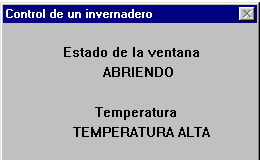 Control de un invernadero
Estado de la ventana
ABRIENDO
Temperatura
TEMPERATURA ALTA